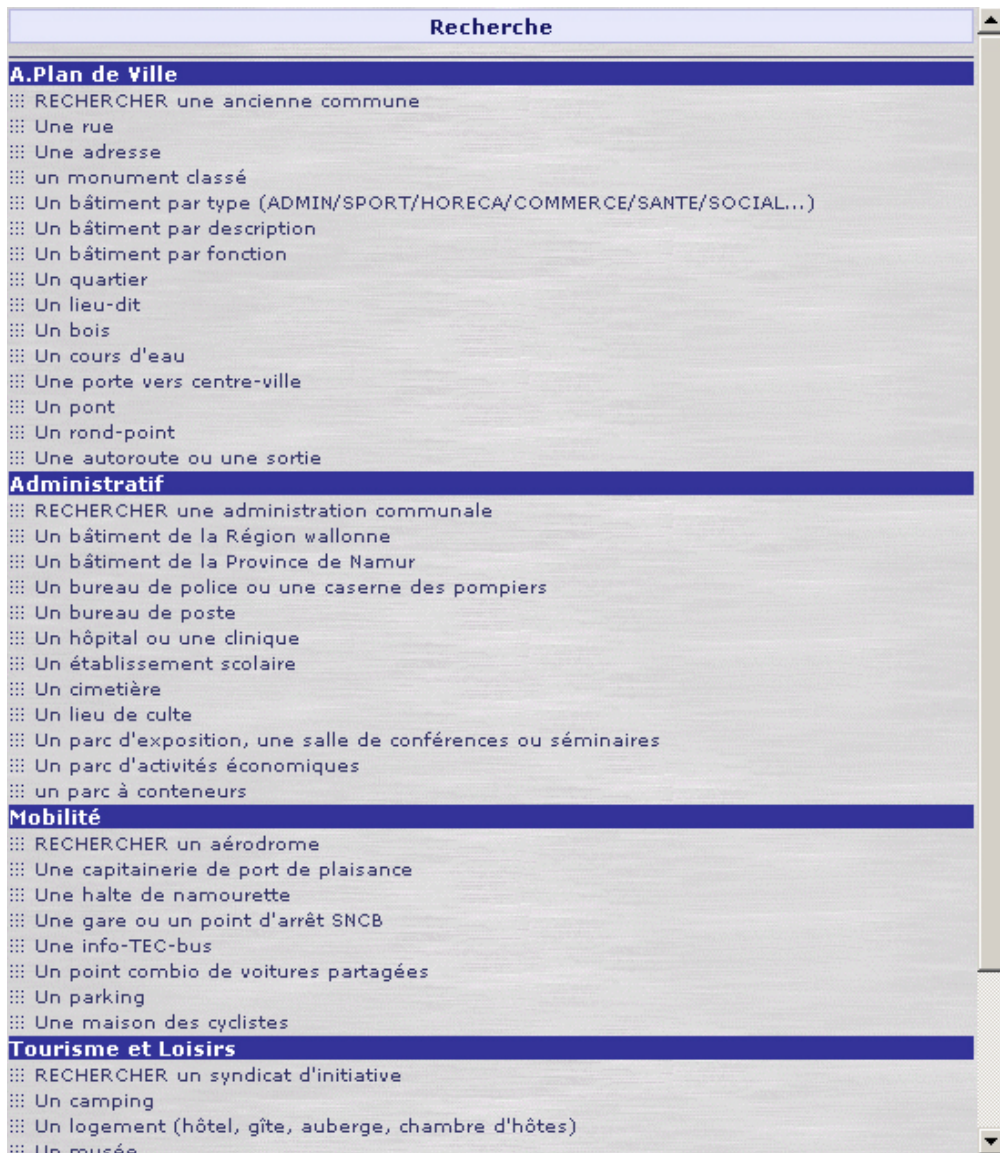 Recherche
A.Plan de Ville
::: RECHERCHER une ancienne commune
::: Une rue
::: Une adresse
::: un monument classé
::: Un bâtiment par type (ADMIN/SPORT/HORECA/COMMERCE/SANTE/SOCIAL...)
::: Un bâtiment par description
::: Un bâtiment par fonction
::: Un quartier
::: Un lieu-dit
::: Un bois
::: Un cours d'eau
::: Une porte vers centre-ville
::: Un pont
::: Un rond-point
::: Une autoroute ou une sortie
Administratif
::: RECHERCHER une administration communale
::: Un bâtiment de la Région wallonne
::: Un bâtiment de la Province de Namur
::: Un bureau de police ou une caserne des pompiers
::: Un bureau de poste
::: Un hôpital ou une clinique
::: Un établissement scolaire
::: Un cimetière
::: Un lieu de culte
::: Un parc d'exposition, une salle de conférences ou séminaires
::: Un parc d'activités économiques
::: un parc à conteneurs
Mobilité
::: RECHERCHER un aérodrome
::: Une capitainerie de port de plaisance
::: Une halte de namourette
::: Une gare ou un point d'arrêt SNCB
::: Une info-TEC-bus
::: Un point combio de voitures partagées
::: Un parking
::: Une maison des cyclistes
Tourisme et Loisirs
::: RECHERCHER un syndicat d'initiative
::: Un camping
::: Un logement (hôtel, gîte, auberge, chambre d'hôtes)
::: Un musée